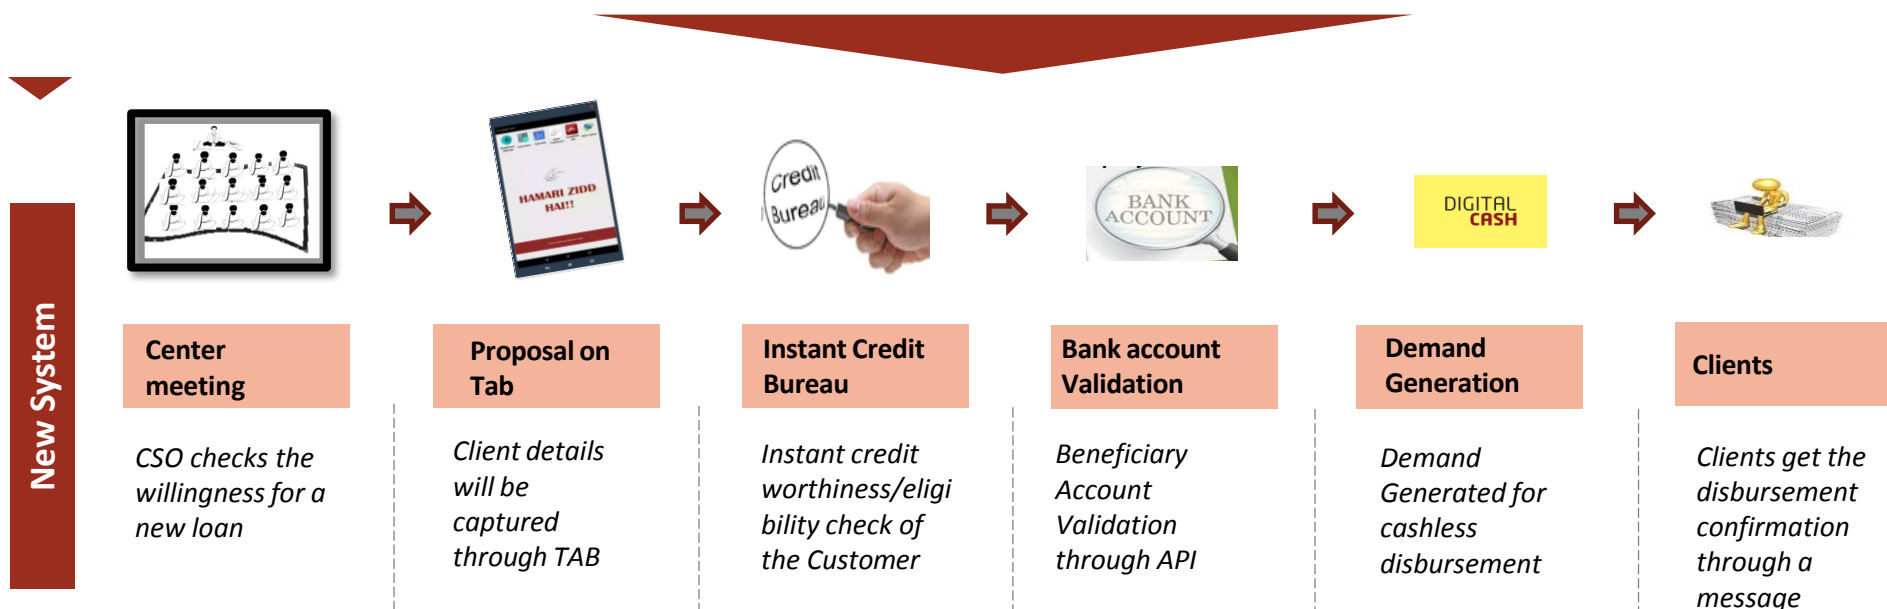 HAMARI ZIDD
HAI!!
Credit
Bureau
BANK
ACCOUNT
DIGITAL
CASH
New System
Center
meeting
Proposal on
Tab
Instant Credit
Bureau
Bank account
Validation
Demand
Generation
Clients
CSO checks the
willingness for a
new loan
Client details
will be
captured
through TAB
Instant credit
worthiness/eligi
bility check of
the Customer
Beneficiary
Account
Validation
through API
Demand
Generated for
cashless
disbursement
Clients get the
disbursement
confirmation
through a
message